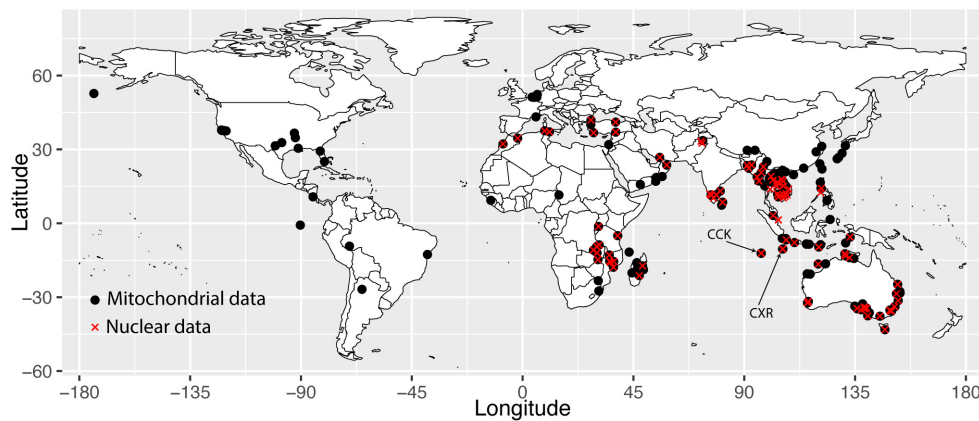 Latitude
60
30
0
−30
−60
CCK
CXR
Mitochondrial data
Nuclear data
−180 −135 −90 −45 0 45 90 135 180
Longitude